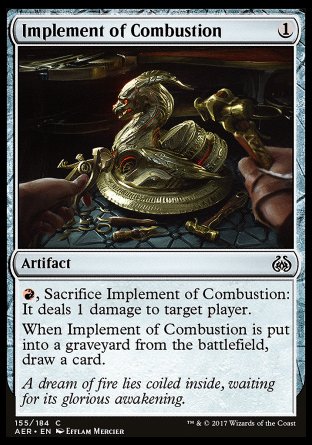 Implement of Combustion 1
Artifact
R, Sacrifice Implement of Combustion:
It deals 1 damage to target player.
When Implement of Combustion is put
into a graveyard from the battlefield,
draw a card.
A dream of fire lies coiled inside, waiting
for its glorious awakening.
155/184 C
AER • EN Efflam Mercier
™ & © 2017 Wizards of the Coast